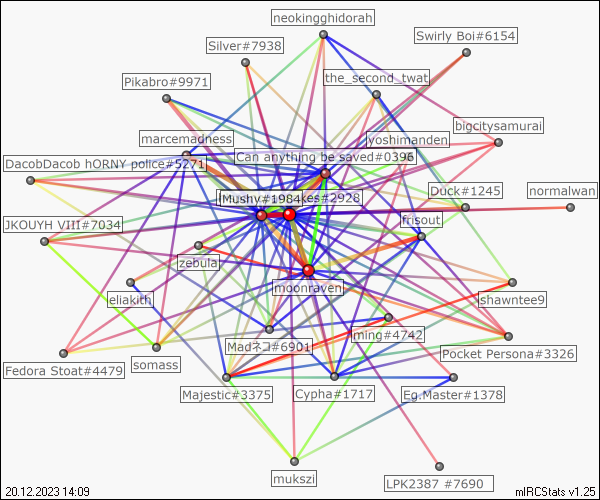 neokingghidorah
Swirly Boi#6154
Silver#7938
the_second_twat
Pikabro#9971
bigcitysamurai
marcemadness
yoshimanden
Can anything be saved#0396
DacobDacob hORNY police#5271
Duck#1245
normalwan
Mushy#1984
kes#2928
frisout
JKOUYH VIII#7034
zebula
moonraven
eliakith
shawntee9
Madネコ#6901
ming#4742
Pocket Persona#3326
somass
Fedora Stoat#4479
Majestic#3375
Cypha#1717
Eg.Master#1378
mukszi
LPK2387 #7690
20.12.2023 14:09
mIRCStats v1.25